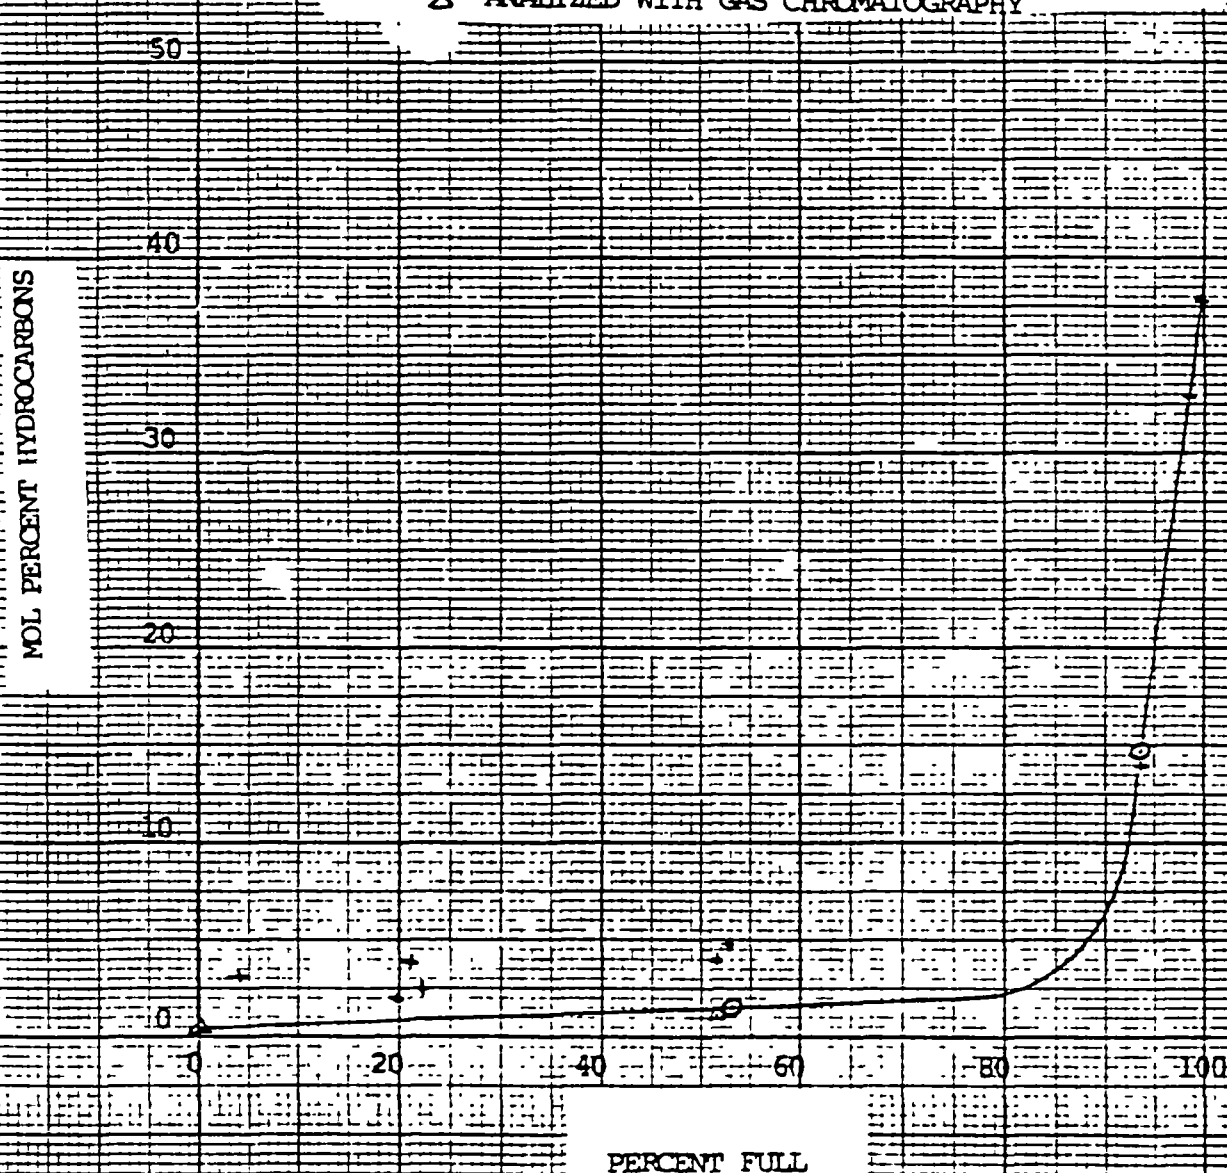 △ ANALYZED WITH GAS CHROMATOGRAPHY
50
40
30
20
10
0
MOL PERCENT HYDROCARBONS
0 20 40 60 80 100
PERCENT FULL